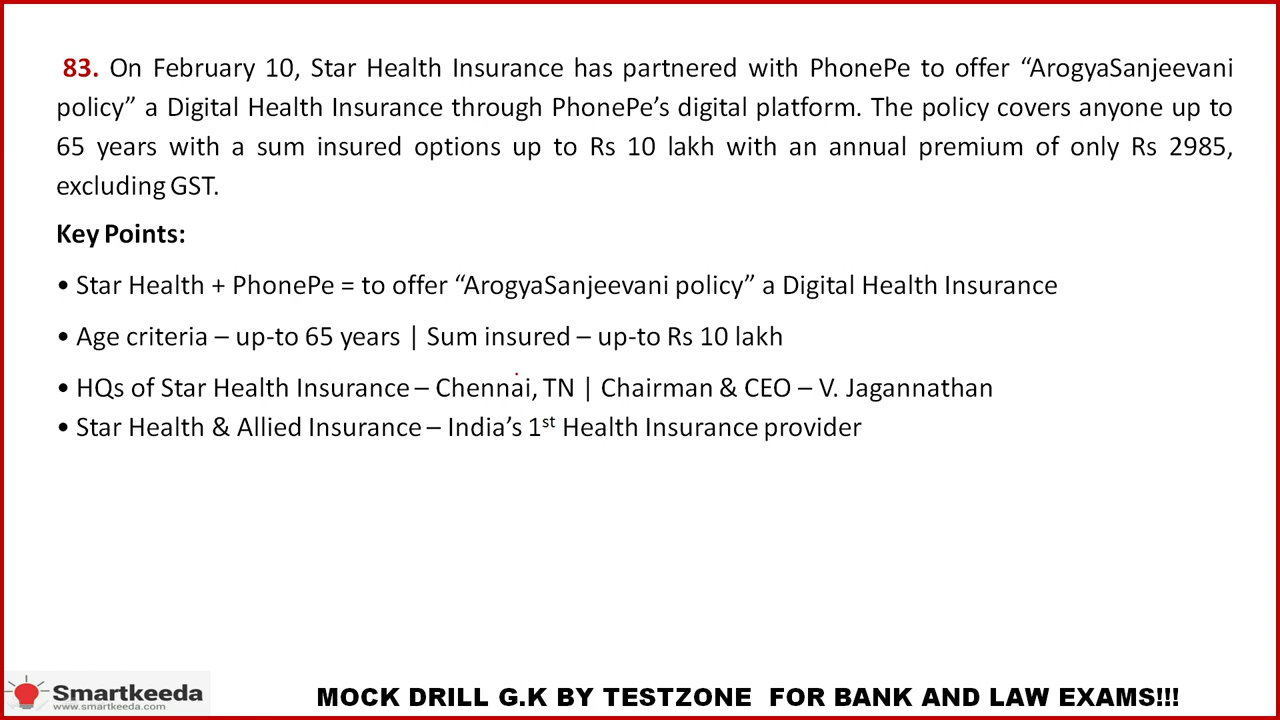 83. On February 10, Star Health Insurance has partnered with PhonePe to offer “ArogyaSanjeevani
policy” a Digital Health Insurance through PhonePe’s digital platform. The policy covers anyone up to
65 years with a sum insured options up to Rs 10 lakh with an annual premium of only Rs 2985,
excluding GST.
Key Points:
• Star Health + PhonePe = to offer “ArogyaSanjeevani policy” a Digital Health Insurance
• Age criteria – up-to 65 years | Sum insured – up-to Rs 10 lakh
• HQs of Star Health Insurance – Chennai, TN | Chairman & CEO – V. Jagannathan
• Star Health & Allied Insurance – India’s 1st Health Insurance provider
Smartkeeda
www.smartkeeda.com
MOCK DRILL G.K BY TESTZONE FOR BANK AND LAW EXAMS!!!